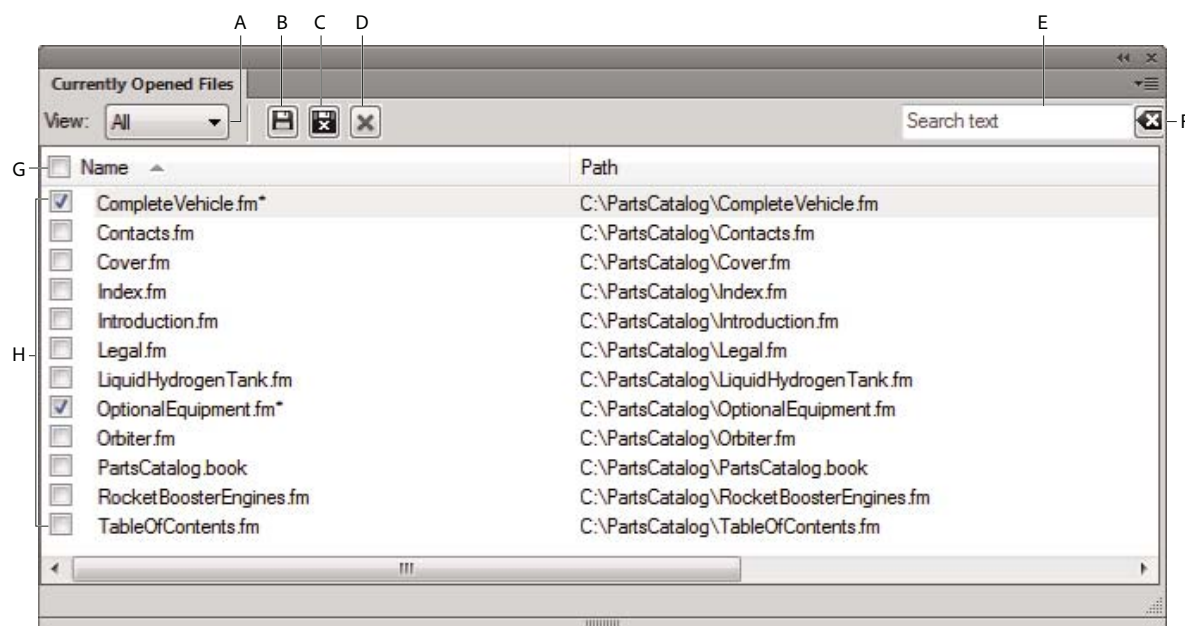 A B C D E
Currently Opened Files
View: All Search text F
G Name Path
CompleteVehicle.fm* C:\PartsCatalog\CompleteVehicle.fm
Contacts.fm C:\PartsCatalog\Contacts.fm
Cover.fm C:\PartsCatalog\Cover.fm
Index.fm C:\PartsCatalog\Index.fm
Introduction.fm C:\PartsCatalog\Introduction.fm
H Legal.fm C:\PartsCatalog\Legal.fm
LiquidHydrogenTank.fm C:\PartsCatalog\LiquidHydrogenTank.fm
OptionalEquipment.fm* C:\PartsCatalog\OptionalEquipment.fm
Orbiter.fm C:\PartsCatalog\Orbiter.fm
PartsCatalog.book C:\PartsCatalog\PartsCatalog.book
RocketBoosterEngines.fm C:\PartsCatalog\RocketBoosterEngines.fm
TableOfContents.fm C:\PartsCatalog\TableOfContents.fm